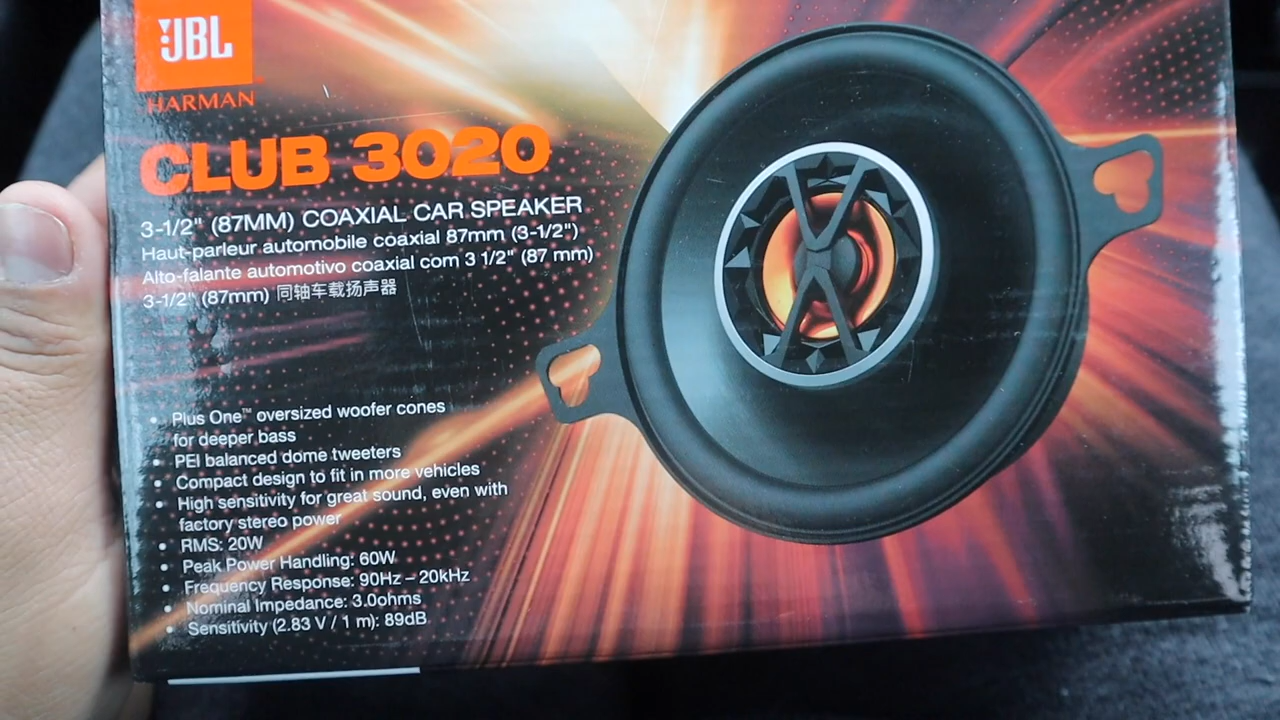 JBL
HARMAN
CLUB 3020
3-1/2" (87MM) COAXIAL CAR SPEAKER
Haut-parleur automobile coaxial 87mm (3-1/2")
Alto-falante automotivo coaxial com 3 1/2" (87 mm)
3-1/2" (87mm) 同轴车载扬声器
• Plus One™ oversized woofer cones
for deeper bass
• PEI balanced dome tweeters
• Compact design to fit in more vehicles
• High sensitivity for great sound, even with
factory stereo power
• RMS: 20W
• Peak Power Handling: 60W
• Frequency Response: 90Hz – 20kHz
• Nominal Impedance: 3.0ohms
• Sensitivity (2.83 V / 1 m): 89dB